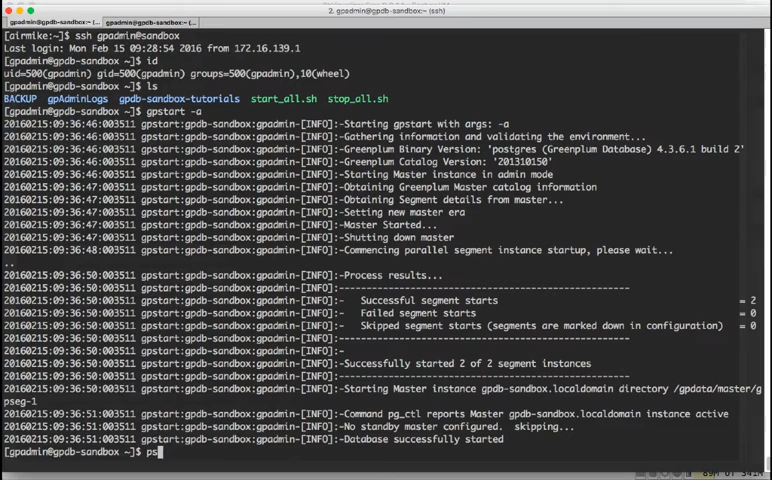 2. gpadmin@gpdb-sandbox:~ (ssh)
gpadmin@gpdb-sandbox:~ (... gpadmin@gpdb-sandbox:~ (...
[airmike:~]$ ssh gpadmin@sandbox
Last login: Mon Feb 15 09:28:54 2016 from 172.16.139.1
[gpadmin@gpdb-sandbox ~]$ id
uid=500(gpadmin) gid=500(gpadmin) groups=500(gpadmin),10(wheel)
[gpadmin@gpdb-sandbox ~]$ ls
BACKUP gpAdminLogs gpdb-sandbox-tutorials start_all.sh stop_all.sh
[gpadmin@gpdb-sandbox ~]$ gpstart -a
20160215:09:36:46:003511 gpstart:gpdb-sandbox:gpadmin-[INFO]:-Starting gpstart with args: -a
20160215:09:36:46:003511 gpstart:gpdb-sandbox:gpadmin-[INFO]:-Gathering information and validating the environment...
20160215:09:36:46:003511 gpstart:gpdb-sandbox:gpadmin-[INFO]:-Greenplum Binary Version: 'postgres (Greenplum Database) 4.3.6.1 build 2'
20160215:09:36:46:003511 gpstart:gpdb-sandbox:gpadmin-[INFO]:-Greenplum Catalog Version: '201310150'
20160215:09:36:46:003511 gpstart:gpdb-sandbox:gpadmin-[INFO]:-Starting Master instance in admin mode
20160215:09:36:47:003511 gpstart:gpdb-sandbox:gpadmin-[INFO]:-Obtaining Greenplum Master catalog information
20160215:09:36:47:003511 gpstart:gpdb-sandbox:gpadmin-[INFO]:-Obtaining Segment details from master...
20160215:09:36:47:003511 gpstart:gpdb-sandbox:gpadmin-[INFO]:-Setting new master era
20160215:09:36:47:003511 gpstart:gpdb-sandbox:gpadmin-[INFO]:-Master Started...
20160215:09:36:47:003511 gpstart:gpdb-sandbox:gpadmin-[INFO]:-Shutting down master
20160215:09:36:48:003511 gpstart:gpdb-sandbox:gpadmin-[INFO]:-Commencing parallel segment instance startup, please wait...
..
20160215:09:36:50:003511 gpstart:gpdb-sandbox:gpadmin-[INFO]:-Process results...
20160215:09:36:50:003511 gpstart:gpdb-sandbox:gpadmin-[INFO]:-----------------------------------------------------
20160215:09:36:50:003511 gpstart:gpdb-sandbox:gpadmin-[INFO]:- Successful segment starts = 2
20160215:09:36:50:003511 gpstart:gpdb-sandbox:gpadmin-[INFO]:- Failed segment starts = 0
20160215:09:36:50:003511 gpstart:gpdb-sandbox:gpadmin-[INFO]:- Skipped segment starts (segments are marked down in configuration) = 0
20160215:09:36:50:003511 gpstart:gpdb-sandbox:gpadmin-[INFO]:-----------------------------------------------------
20160215:09:36:50:003511 gpstart:gpdb-sandbox:gpadmin-[INFO]:-
20160215:09:36:50:003511 gpstart:gpdb-sandbox:gpadmin-[INFO]:-Successfully started 2 of 2 segment instances
20160215:09:36:50:003511 gpstart:gpdb-sandbox:gpadmin-[INFO]:-----------------------------------------------------
20160215:09:36:50:003511 gpstart:gpdb-sandbox:gpadmin-[INFO]:-Starting Master instance gpdb-sandbox.localdomain directory /gpdata/master/g
pseg-1
20160215:09:36:51:003511 gpstart:gpdb-sandbox:gpadmin-[INFO]:-Command pg_ctl reports Master gpdb-sandbox.localdomain instance active
20160215:09:36:51:003511 gpstart:gpdb-sandbox:gpadmin-[INFO]:-No standby master configured. skipping...
20160215:09:36:51:003511 gpstart:gpdb-sandbox:gpadmin-[INFO]:-Database successfully started
[gpadmin@gpdb-sandbox ~]$ ps